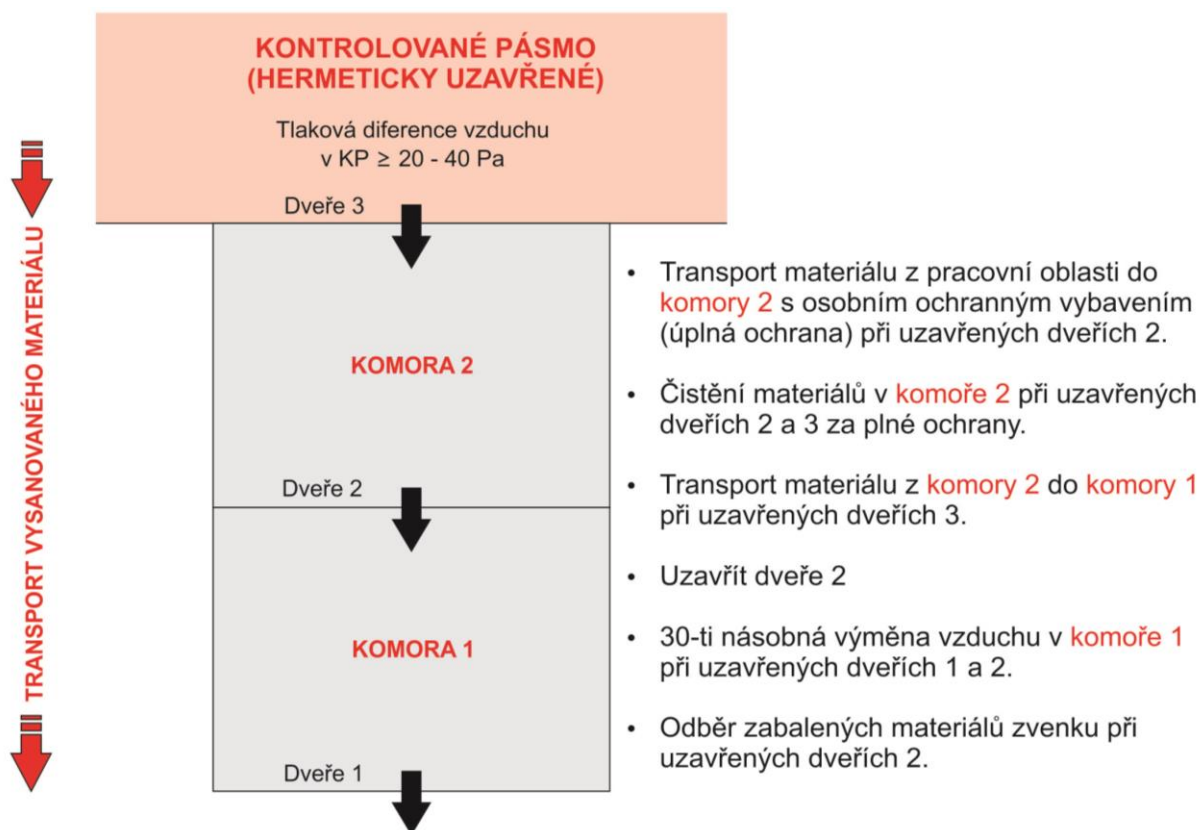 KONTROLOVANÉ PÁSMO
(HERMETICKY UZAVŘENÉ)
Tlaková diference vzduchu
v KP ≥ 20 - 40 Pa
Dveře 3
TRANSPORT VYSANOVANÉHO MATERIÁLU
KOMORA 2
Dveře 2
KOMORA 1
Dveře 1
• Transport materiálu z pracovní oblasti do
komory 2 s osobním ochranným vybavením
(úplná ochrana) při uzavřených dveřích 2.
• Čistění materiálů v komoře 2 při uzavřených
dveřích 2 a 3 za plné ochrany.
• Transport materiálu z komory 2 do komory 1
při uzavřených dveřích 3.
• Uzavřít dveře 2
• 30-ti násobná výměna vzduchu v komoře 1
při uzavřených dveřích 1 a 2.
• Odběr zabalených materiálů zvenku při
uzavřených dveřích 2.